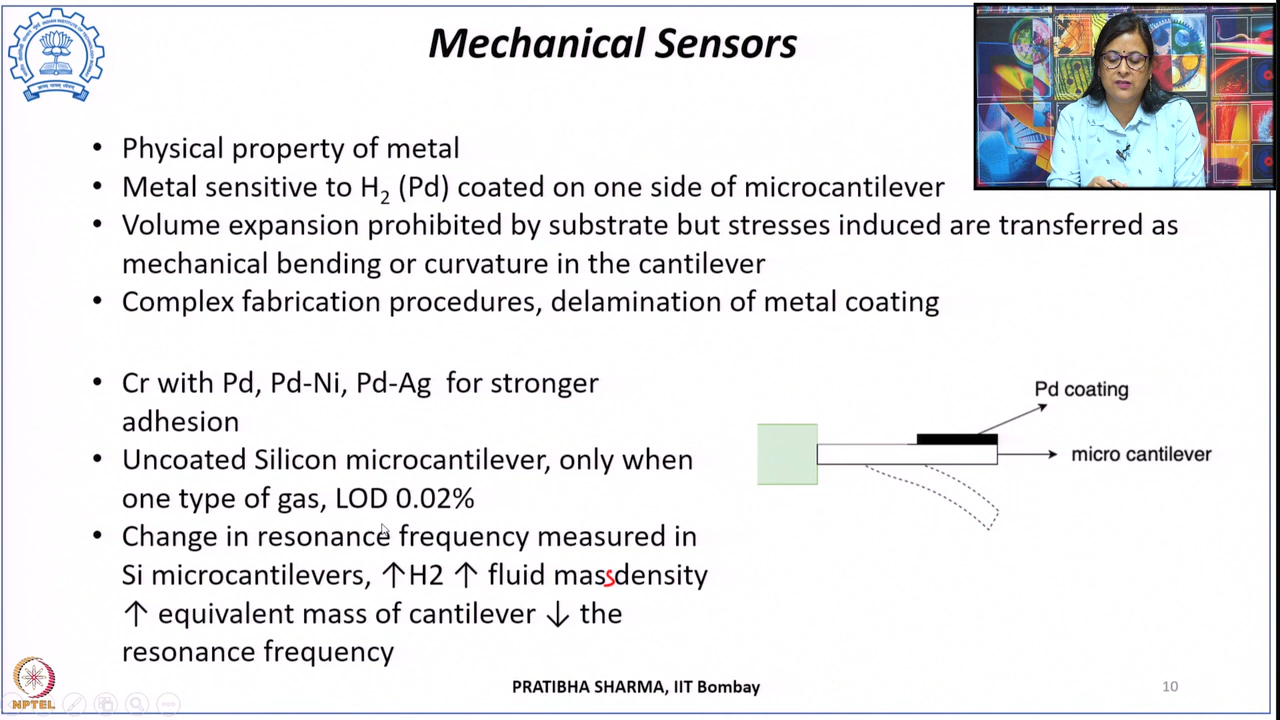 Mechanical Sensors
• Physical property of metal
• Metal sensitive to H₂ (Pd) coated on one side of microcantilever
• Volume expansion prohibited by substrate but stresses induced are transferred as
mechanical bending or curvature in the cantilever
• Complex fabrication procedures, delamination of metal coating
• Cr with Pd, Pd-Ni, Pd-Ag for stronger
adhesion
• Uncoated Silicon microcantilever, only when
one type of gas, LOD 0.02%
• Change in resonance frequency measured in
Si microcantilevers, ↑H2 ↑ fluid massdensity
↑ equivalent mass of cantilever ↓ the
resonance frequency
Pd coating
micro cantilever
NPTEL
PRATIBHA SHARMA, IIT Bombay
10